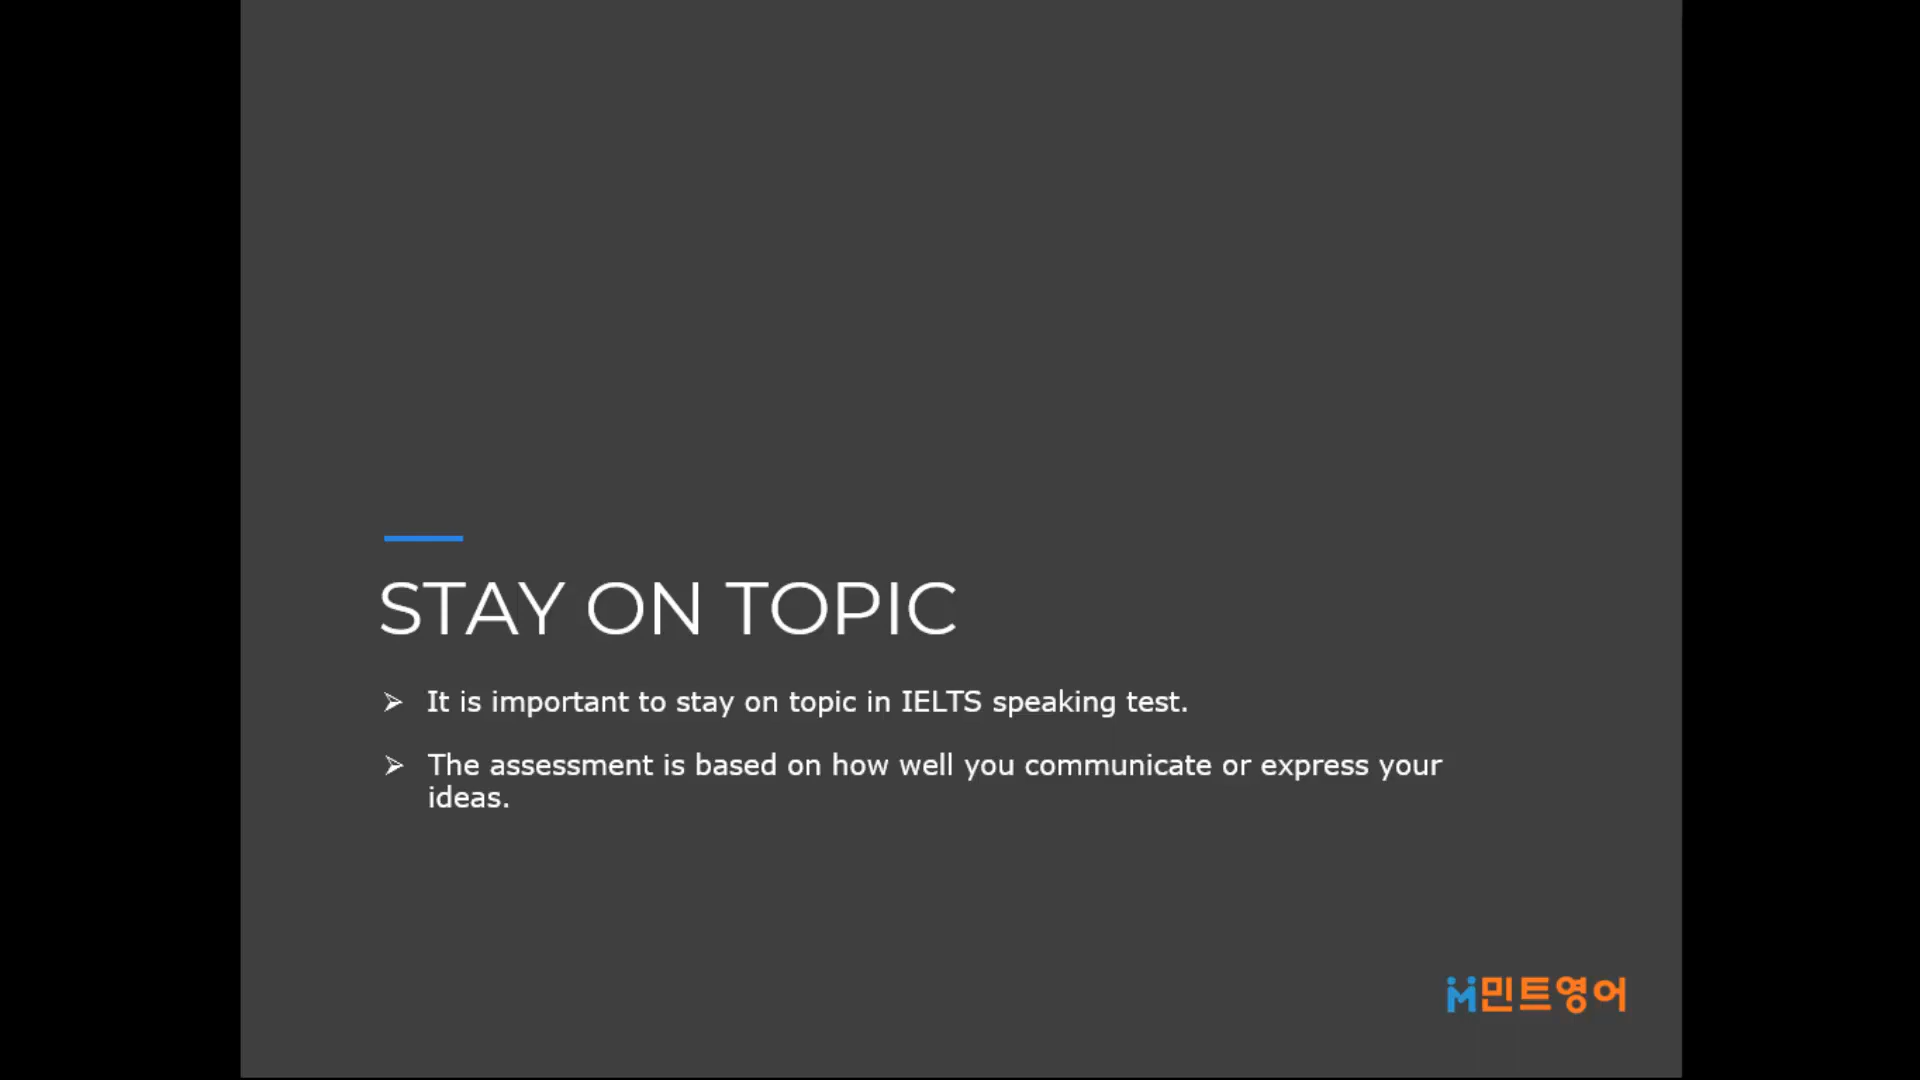 STAY ON TOPIC
➢ It is important to stay on topic in IELTS speaking test.
➢ The assessment is based on how well you communicate or express your
ideas.
민트영어